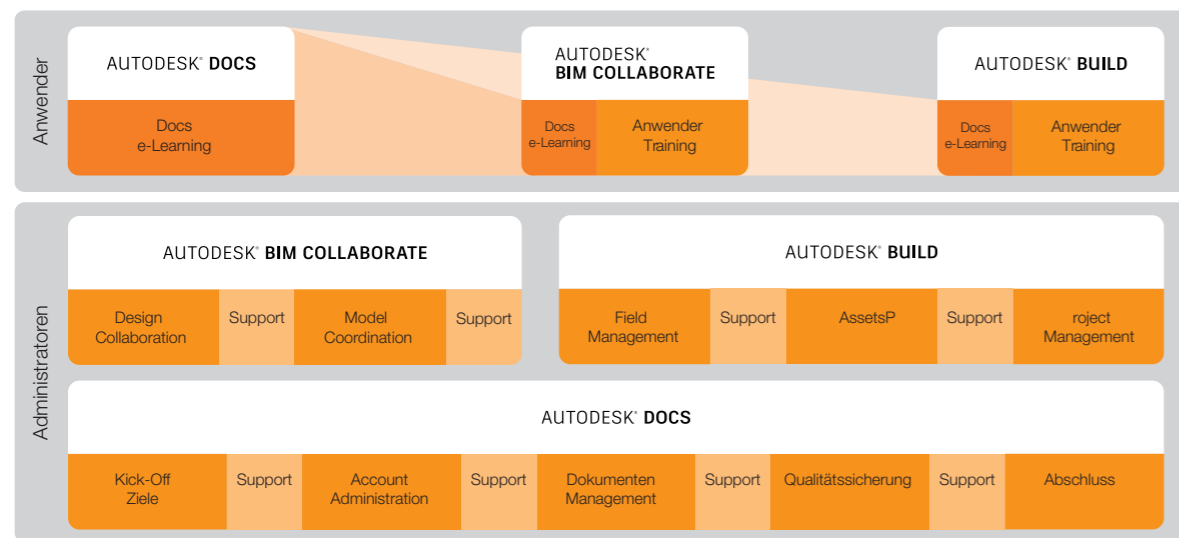 Anwender
AUTODESK® DOCS
Docs
e-Learning
AUTODESK®
BIM COLLABORATE
Docs
e-Learning
Anwender
Training
AUTODESK® BUILD
Docs
e-Learning
Anwender
Training
Administratoren
AUTODESK® BIM COLLABORATE
Design
Collaboration
Support
Model
Coordination
Support
AUTODESK® BUILD
Field
Management
Support
AssetsP
Support
roject
Management
AUTODESK® DOCS
Kick-Off
Ziele
Support
Account
Administration
Support
Dokumenten
Management
Support
Qualitätssicherung
Support
Abschluss